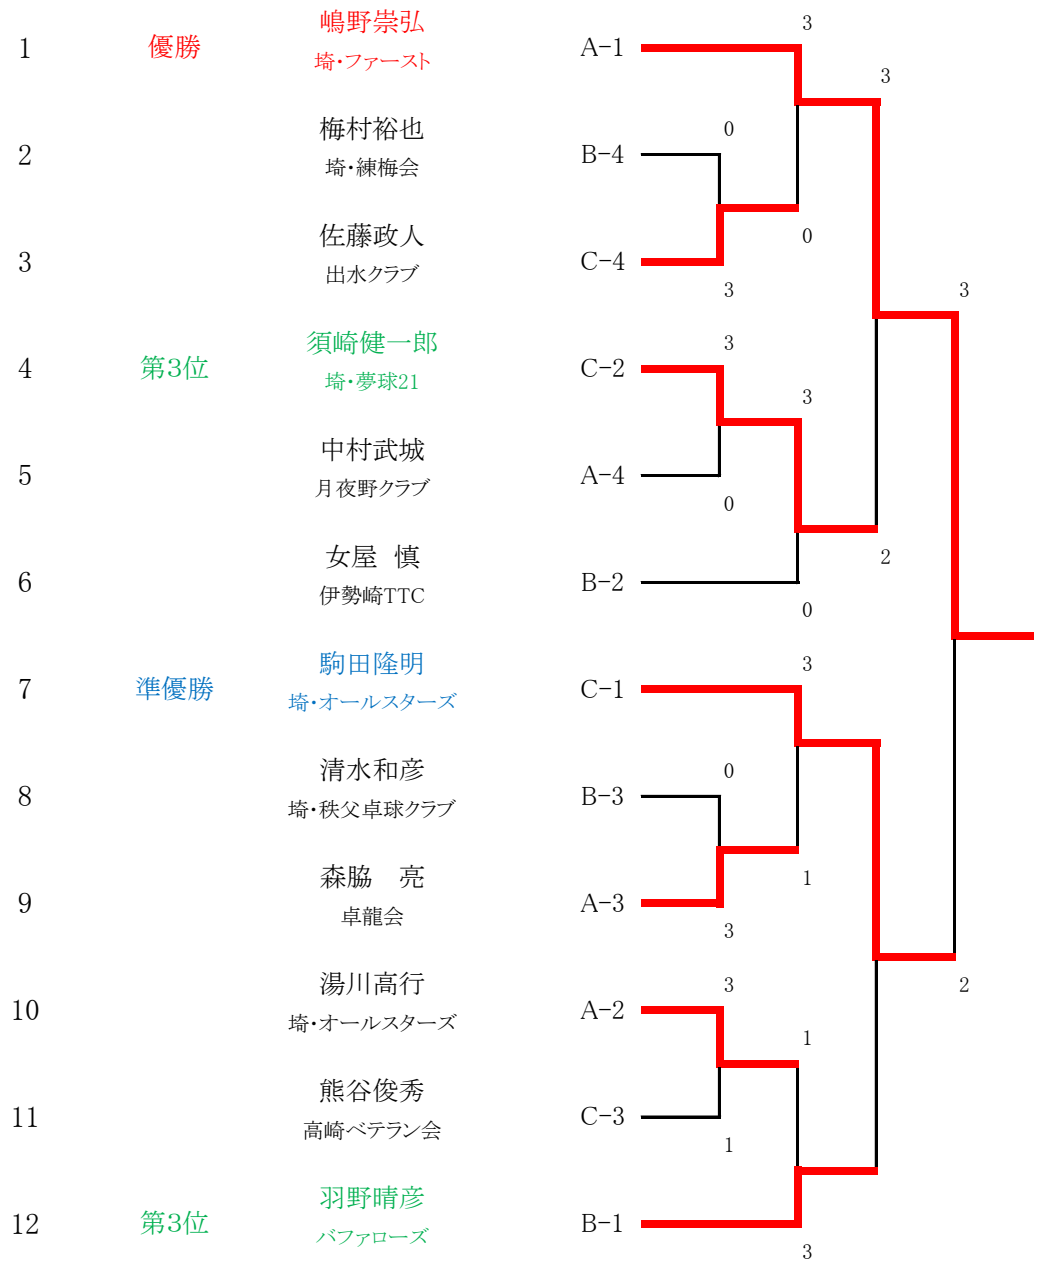 嶋野崇弘
1 優勝 A-1
埼・ファースト
3
3
梅村裕也
0
2 B-4
埼・練梅会
佐藤政人
0
3 C-4
出水クラブ
3
3
須崎健一郎
3
4 第3位 C-2
埼・夢球21
3
中村武城
5 A-4
月夜野クラブ
0
女屋 慎
2
6 B-2
伊勢崎TTC
0
駒田隆明
3
7 準優勝 C-1
埼・オールスターズ
清水和彦
0
8 B-3
埼・秩父卓球クラブ
森脇 亮
1
9 A-3
卓龍会
3
湯川高行
3
2
10 A-2
埼・オールスターズ
1
熊谷俊秀
11 C-3
高崎ベテラン会
1
羽野晴彦
12 第3位 B-1
バファローズ
3